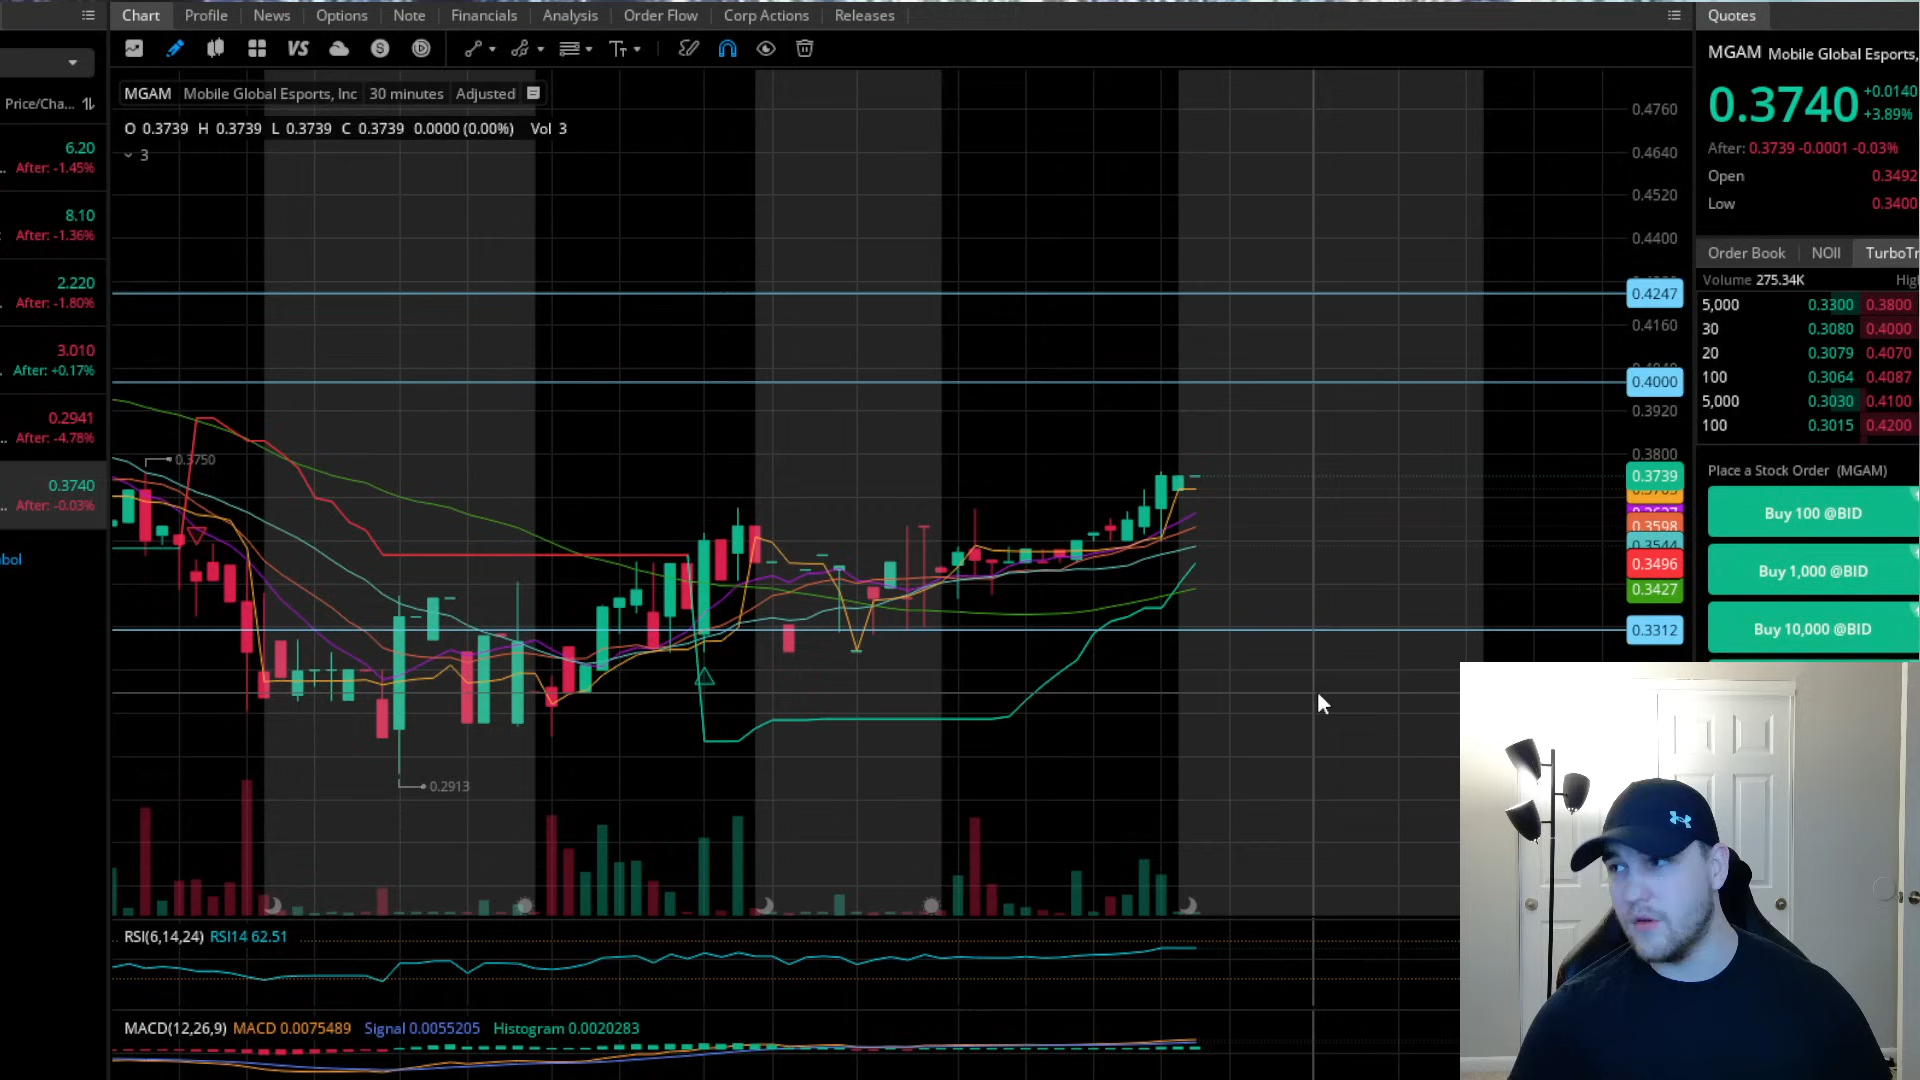 Chart Profile News Options Note Financials Analysis Order Flow Corp Actions Releases
VS
MGAM Mobile Global Esports, Inc 30 minutes Adjusted
O 0.3739 H 0.3739 L 0.3739 C 0.3739 0.0000 (0.00%) Vol 3
3
Price/Cha...
6.20
After: -1.45%
8.10
After: -1.36%
2.220
After: -1.80%
3.010
After: +0.17%
0.2941
After: -4.78%
0.3740
After: -0.03%
bol
0.3750
0.2913
0.4760
0.4640
0.4520
0.4400
0.4247
0.4160
0.4000
0.3920
0.3800
0.3739
0.3598
0.3544
0.3496
0.3427
0.3312
RSI(6,14,24) RSI14 62.51
MACD(12,26,9) MACD 0.0075489 Signal 0.0055205 Histogram 0.0020283
Quotes
MGAM Mobile Global Esports,
0.3740 +0.0140
+3.89%
After: 0.3739 -0.0001 -0.03%
Open 0.3492
Low 0.3400
Order Book NOII TurboTr
Volume 275.34K Hig
5,000 0.3300 0.3800
30 0.3080 0.4000
20 0.3079 0.4070
100 0.3064 0.4087
5,000 0.3030 0.4100
100 0.3015 0.4200
Place a Stock Order (MGAM)
Buy 100 @BID
Buy 1,000 @BID
Buy 10,000 @BID